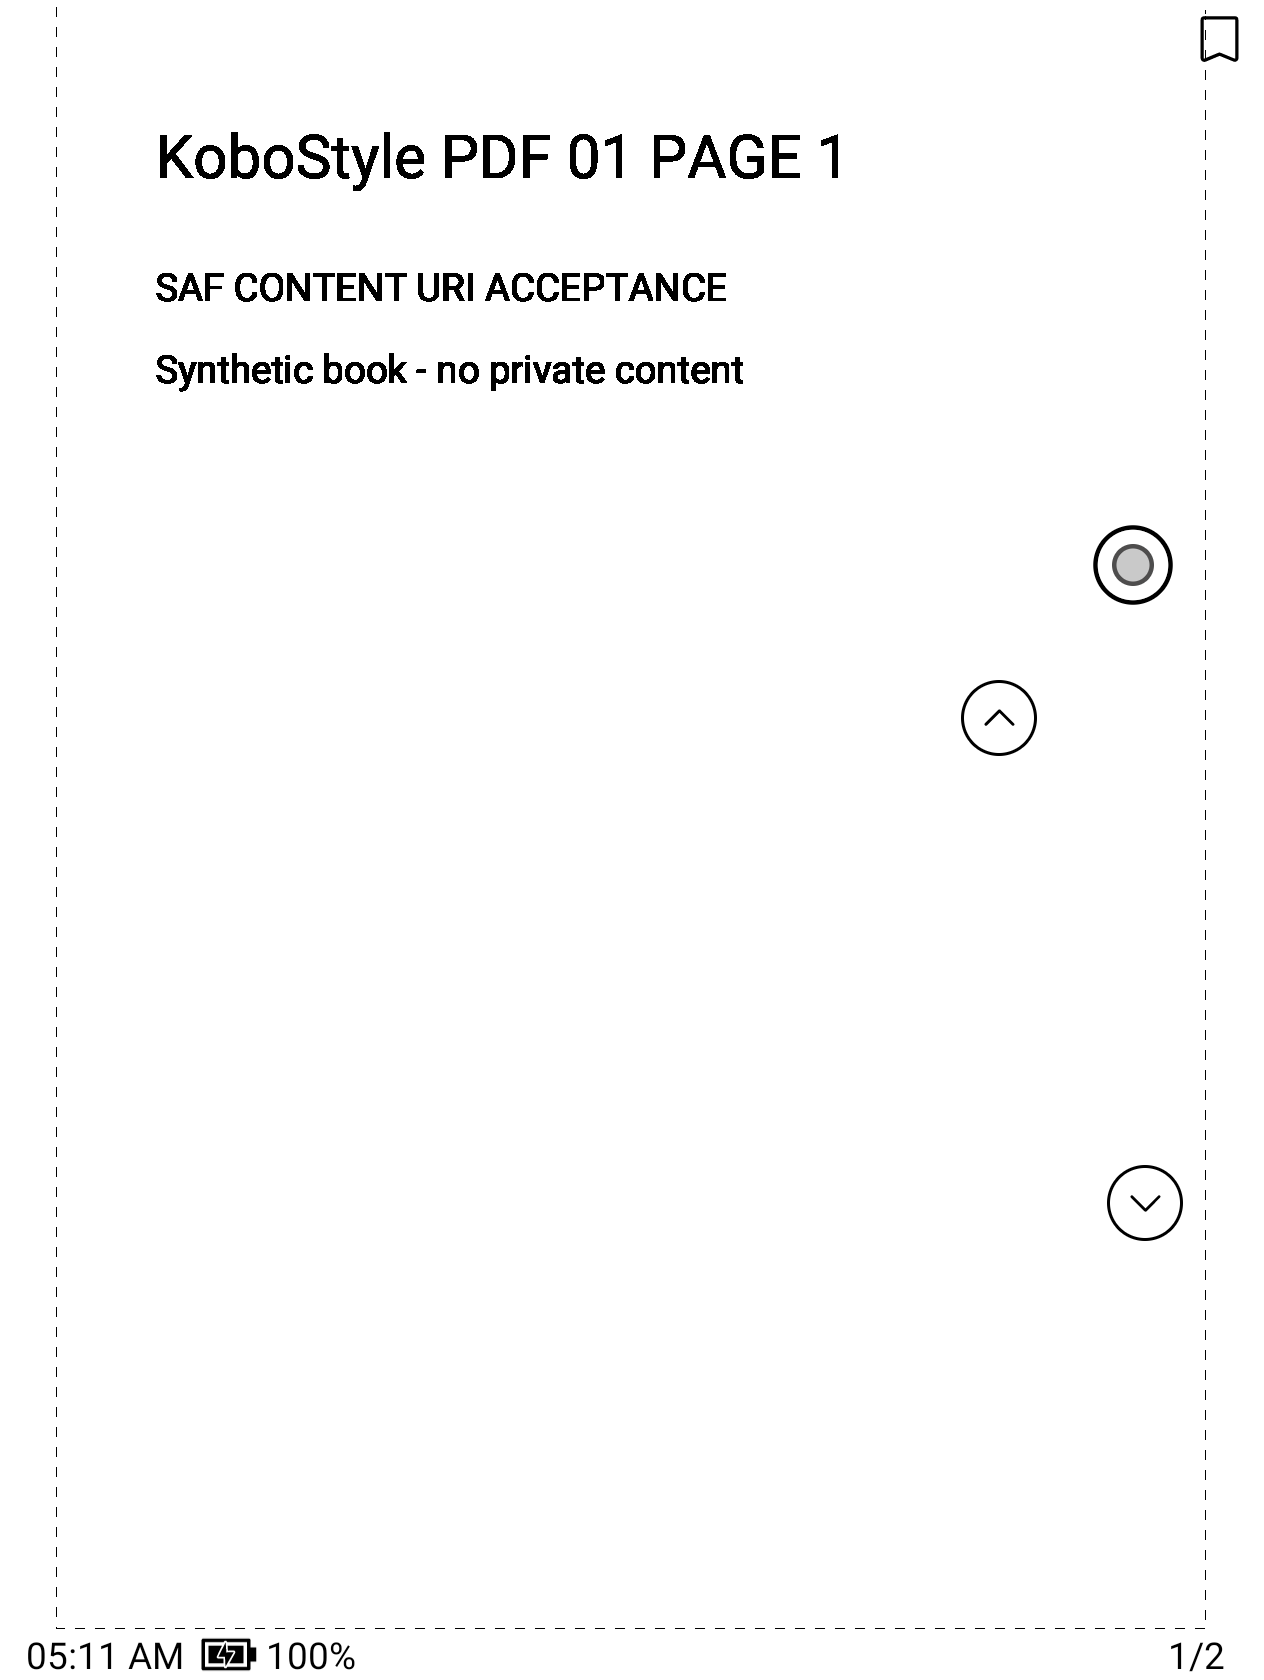 KoboStyle PDF 01 PAGE 1
SAF CONTENT URI ACCEPTANCE
Synthetic book - no private content
05:11 AM 100% 1/2